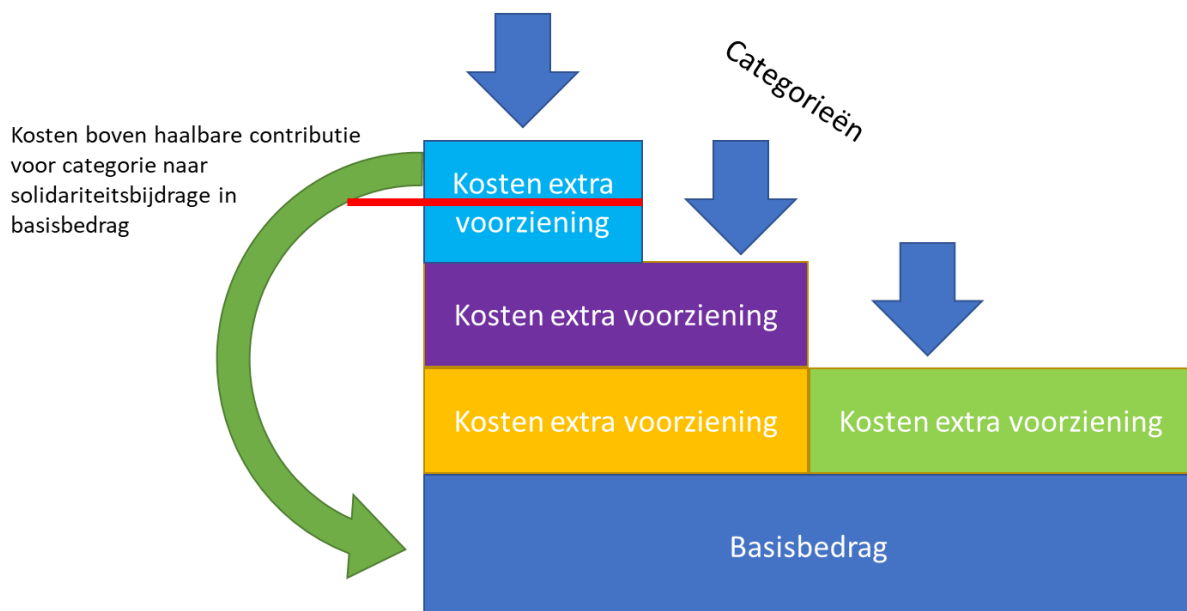 Categorieën
Kosten boven haalbare contributie
voor categorie naar
solidariteitsbijdrage in
basisbedrag
Kosten extra
voorziening
Kosten extra voorziening
Kosten extra voorziening
Kosten extra voorziening
Basisbedrag